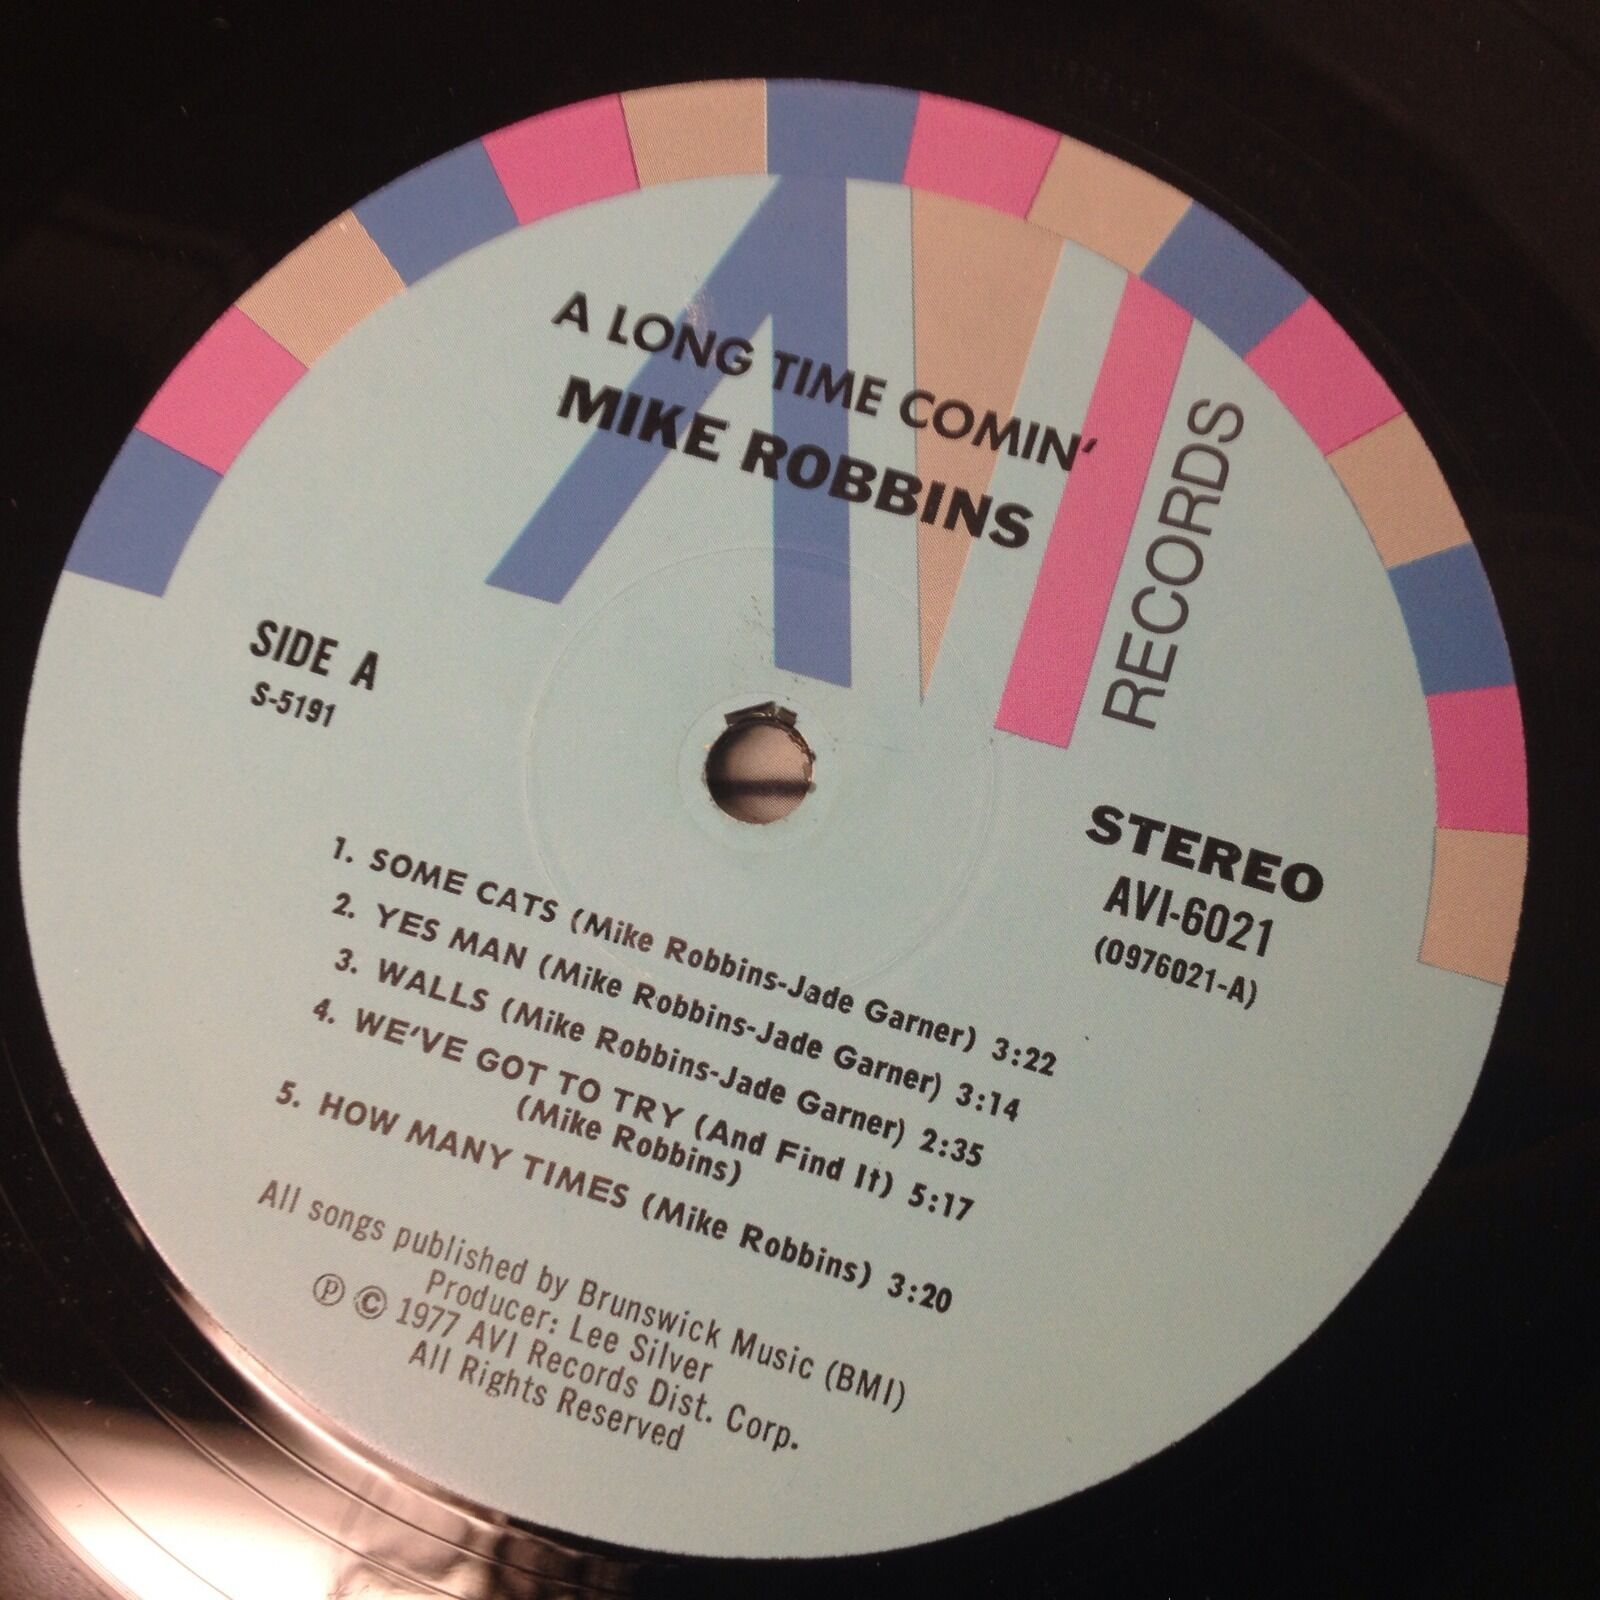 A LONG TIME COMIN'
MIKE ROBBINS
AVI RECORDS
SIDE A
S-5191
STEREO
AVI-6021
(0976021-A)
1. SOME CATS (Mike Robbins-Jade Garner) 3:22
2. YES MAN (Mike Robbins-Jade Garner) 3:14
3. WALLS (Mike Robbins-Jade Garner) 2:35
4. WE'VE GOT TO TRY (And Find It) 5:17
(Mike Robbins)
5. HOW MANY TIMES (Mike Robbins) 3:20
All songs published by Brunswick Music (BMI)
Producer: Lee Silver
℗ © 1977 AVI Records Dist. Corp.
All Rights Reserved